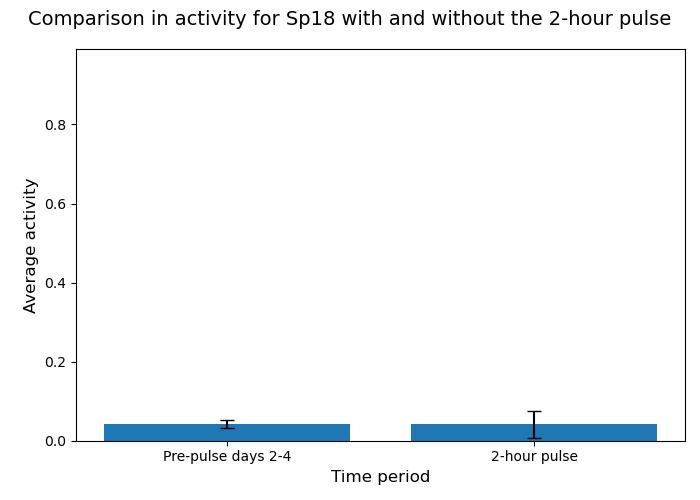 Comparison in activity for Sp18 with and without the 2-hour pulse
Average activity
0.8
0.6
0.4
0.2
0.0
Pre-pulse days 2-4
2-hour pulse
Time period